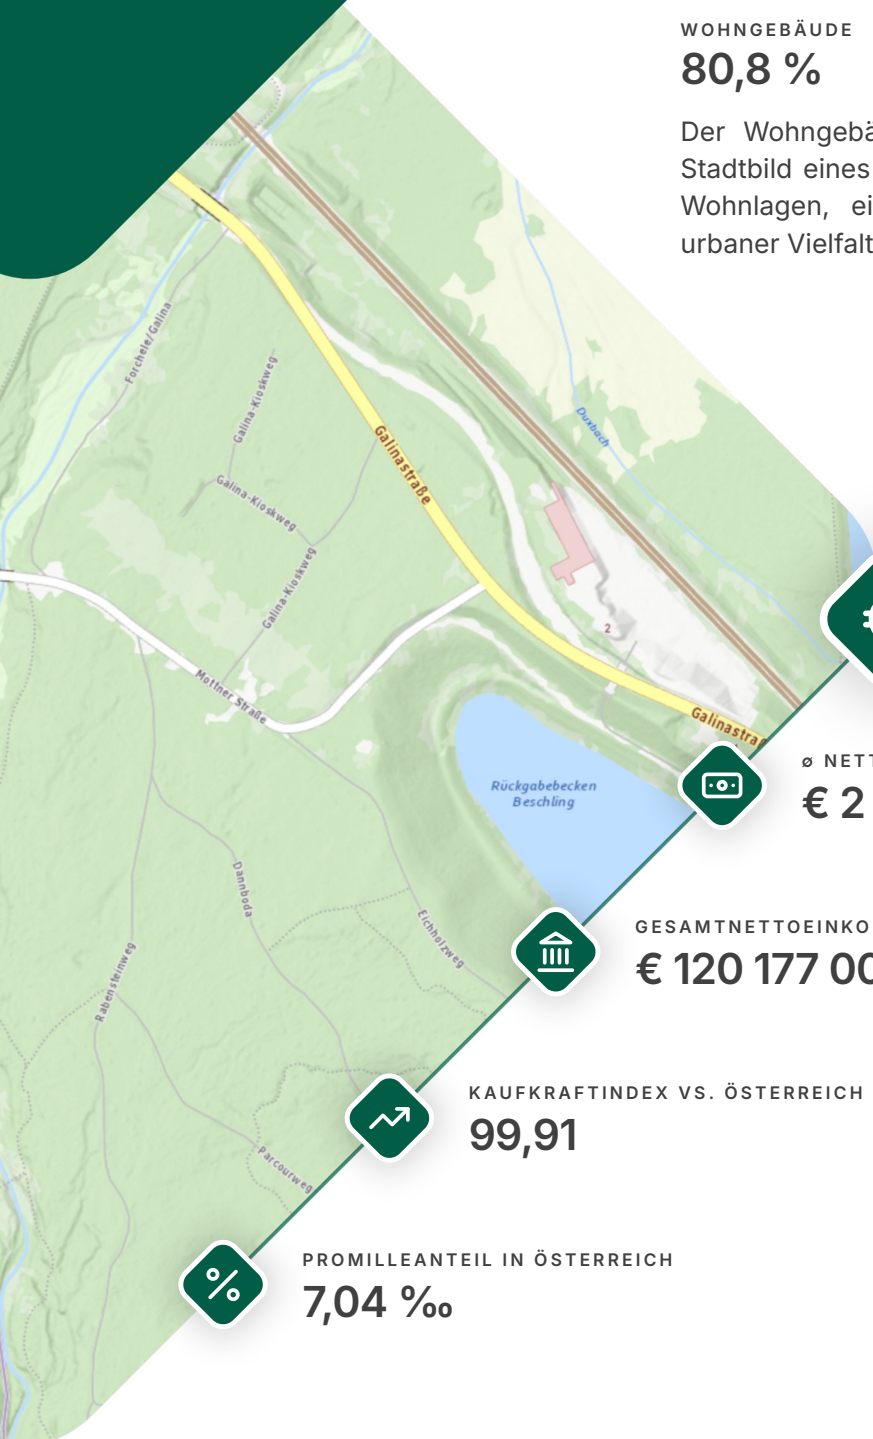 WOHNGEBÄUDE
80,8 %
Der Wohngebä
Stadtbild eines
Wohnlagen, ei
urbaner Vielfalt
Forchele/Galina
Galina-Kioskweg
Galinastraße
Duxbach
Galina-Kioskweg
Galina-Kioskweg
2
Mottner Straße
Galinastraß
Rückgabebecken
Beschling
ø NETT
€ 2
Dannboda
Eichholzweg
GESAMTNETTOEINKO
€ 120 177 00
Rabensteinweg
KAUFKRAFTINDEX VS. ÖSTERREICH
99,91
Parcourweg
PROMILLEANTEIL IN ÖSTERREICH
7,04 ‰